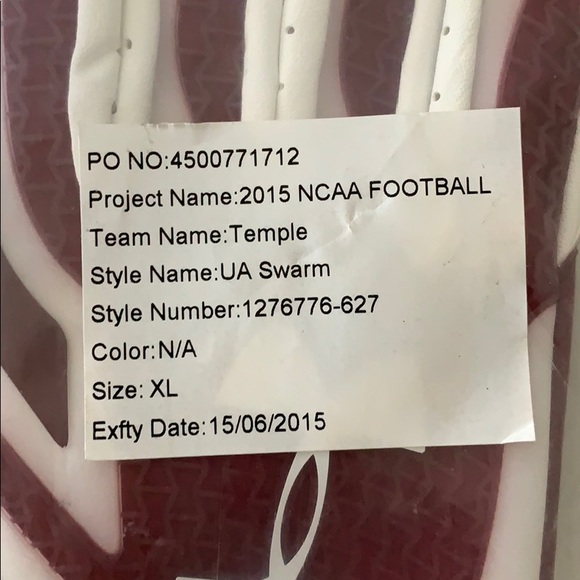 PO NO:4500771712
Project Name:2015 NCAA FOOTBALL
Team Name:Temple
Style Name:UA Swarm
Style Number:1276776-627
Color:N/A
Size: XL
Exfty Date:15/06/2015